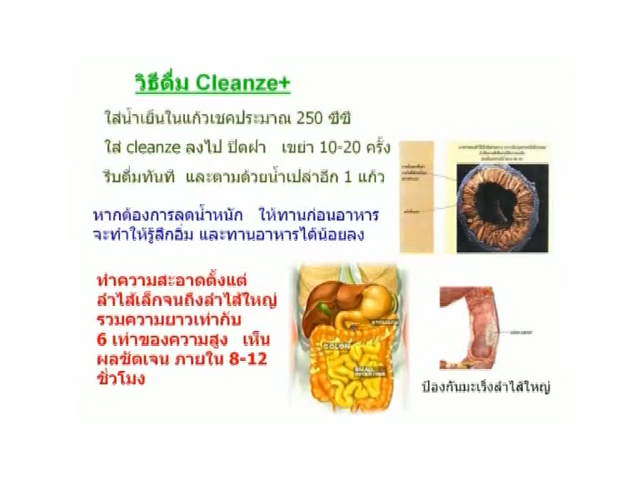 วิธีดื่ม Cleanze+
ใส่น้ำเย็นในแก้วเชคประมาณ 250 ซีซี
ใส่ cleanze ลงไป ปิดฝา เขย่า 10-20 ครั้ง
รีบดื่มทันที และตามด้วยน้ำเปล่าอีก 1 แก้ว
หากต้องการลดน้ำหนัก ให้ทานก่อนอาหาร
จะทำให้รู้สึกอิ่ม และทานอาหารได้น้อยลง
ทำความสะอาดตั้งแต่
ลำไส้เล็กจนถึงลำไส้ใหญ่
รวมความยาวเท่ากับ
6 เท่าของความสูง เห็น
ผลชัดเจน ภายใน 8-12
ชั่วโมง
COLON
SMALL
ป้องกันมะเร็งลำไส้ใหญ่